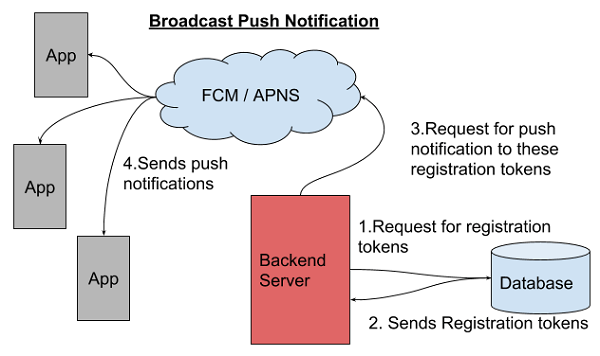 Broadcast Push Notification
App
FCM / APNS
3.Request for push
notification to these
registration tokens
4.Sends push
notifications
App
App
Backend
Server
1.Request for registration
tokens
Database
2. Sends Registration tokens